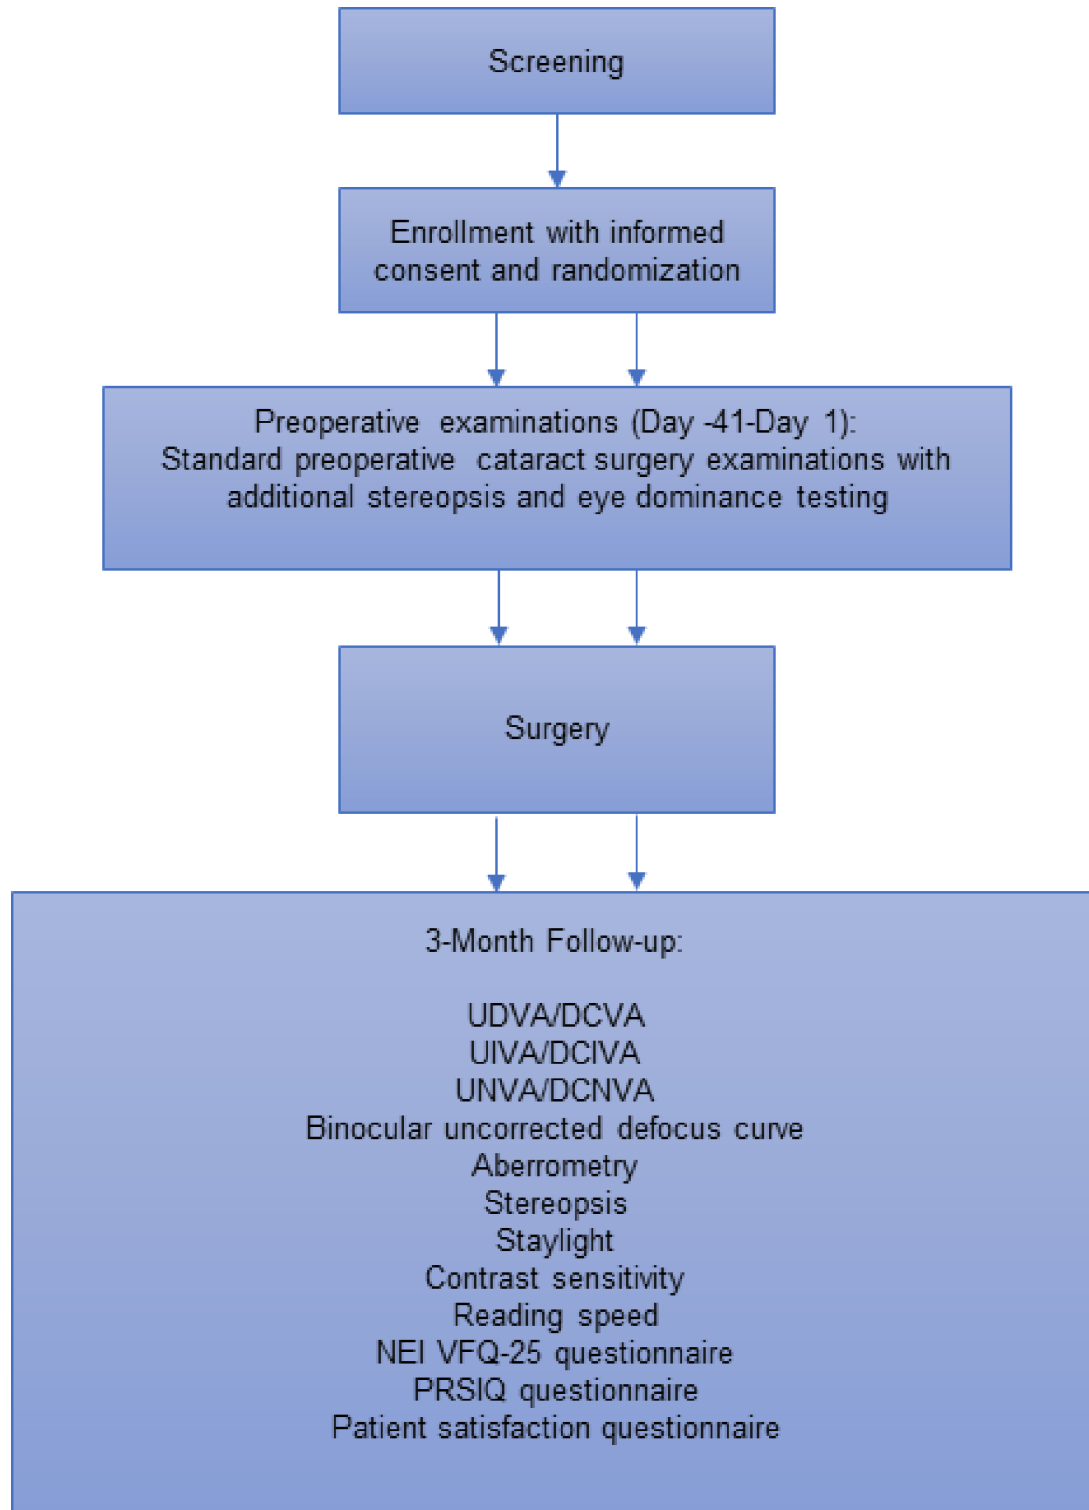 Screening
Enrollment with informed
consent and randomization
Preoperative examinations (Day -41-Day 1):
Standard preoperative cataract surgery examinations with
additional stereopsis and eye dominance testing
Surgery
3-Month Follow-up:
UDVA/DCVA
UIVA/DCIVA
UNVA/DCNVA
Binocular uncorrected defocus curve
Aberrometry
Stereopsis
Staylight
Contrast sensitivity
Reading speed
NEI VFQ-25 questionnaire
PRSIQ questionnaire
Patient satisfaction questionnaire